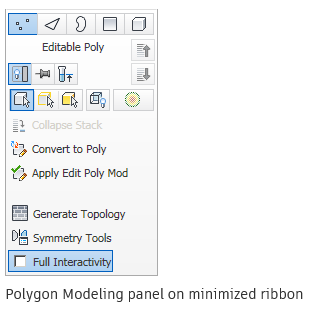 Editable Poly
Collapse Stack
Convert to Poly
Apply Edit Poly Mod
Generate Topology
Symmetry Tools
Full Interactivity
Polygon Modeling panel on minimized ribbon